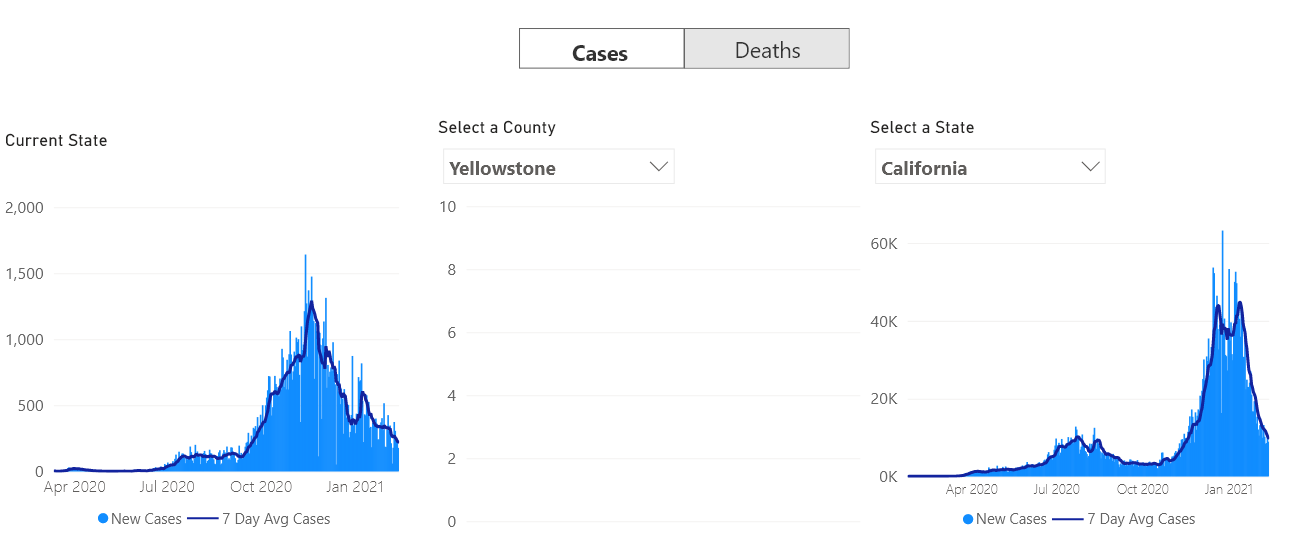 Cases Deaths
Current State
2,000
1,500
1,000
500
0
Apr 2020 Jul 2020 Oct 2020 Jan 2021
New Cases 7 Day Avg Cases
Select a County
Yellowstone
10
8
6
4
2
0
Select a State
California
60K
40K
20K
0K
Apr 2020 Jul 2020 Oct 2020 Jan 2021
New Cases 7 Day Avg Cases